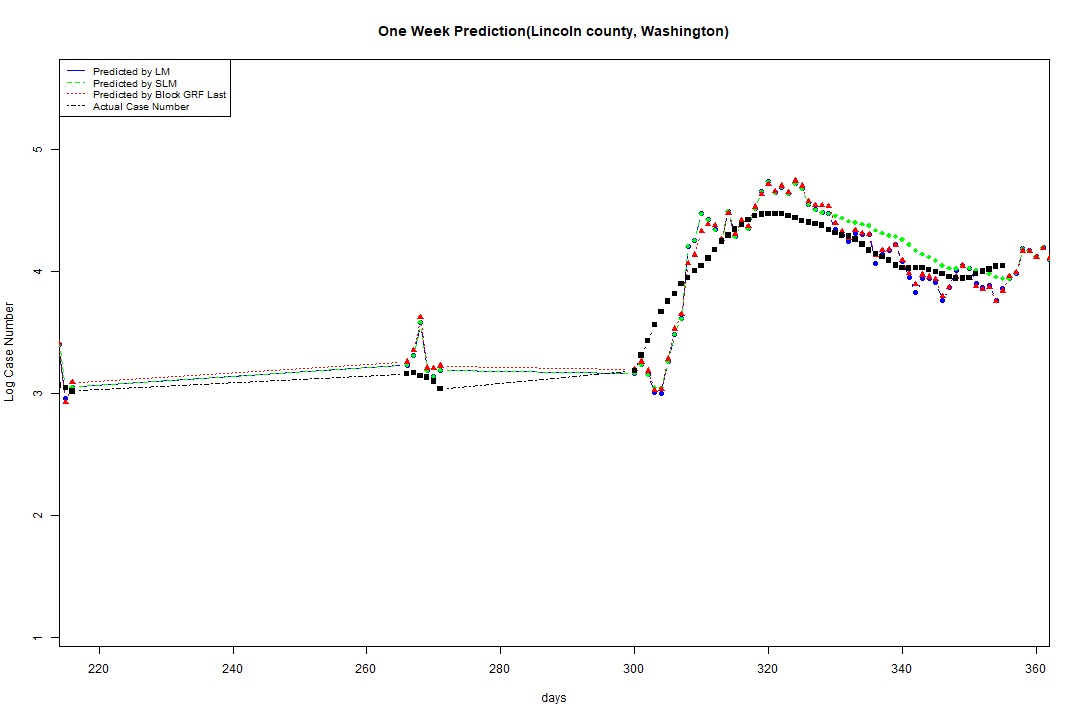 One Week Prediction(Lincoln county, Washington)
Predicted by LM
Predicted by SLM
Predicted by Block GRF Last
Actual Case Number
5
4
3
2
1
Log Case Number
220 240 260 280 300 320 340 360
days